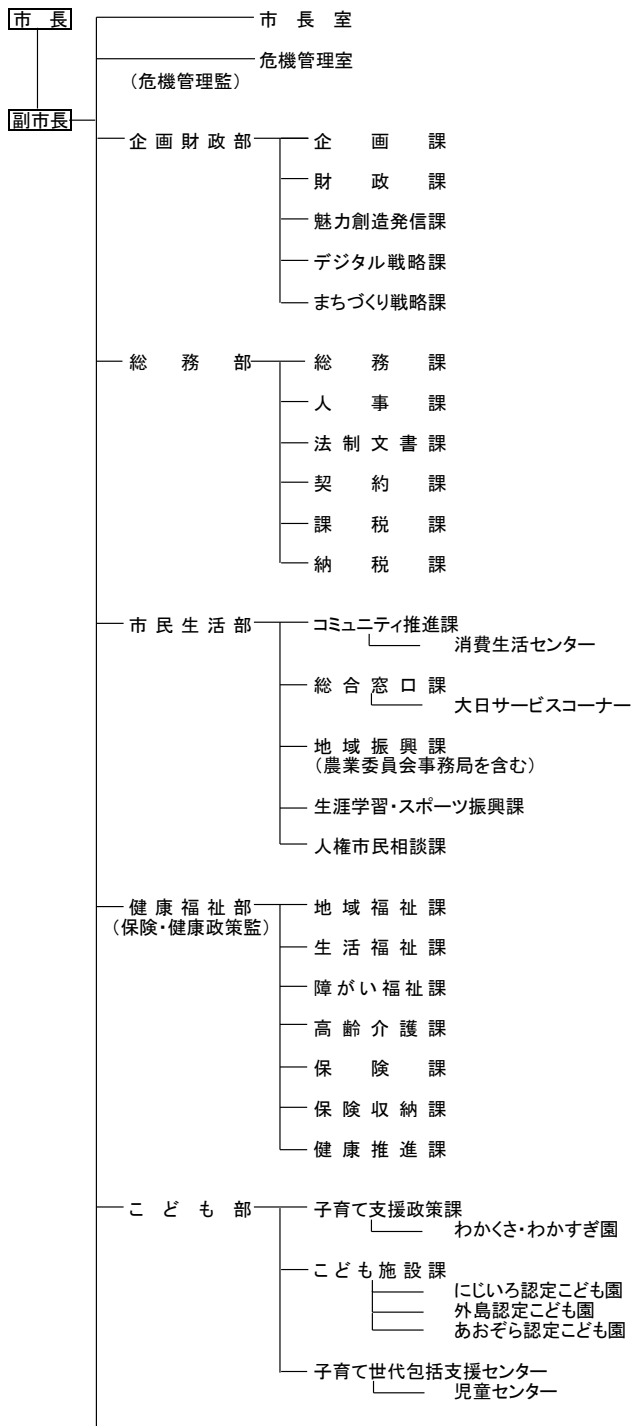 市長
市長室
危機管理室
（危機管理監）
副市長
企画財政部
企画課
財政課
魅力創造発信課
デジタル戦略課
まちづくり戦略課
総務部
総務課
人事課
法制文書課
契約課
課税課
納税課
市民生活部
コミュニティ推進課
消費生活センター
総合窓口課
大日サービスコーナー
地域振興課
（農業委員会事務局を含む）
生涯学習・スポーツ振興課
人権市民相談課
健康福祉部
（保険・健康政策監）
地域福祉課
生活福祉課
障がい福祉課
高齢介護課
保険課
保険収納課
健康推進課
こども部
子育て支援政策課
わかくさ・わかすぎ園
こども施設課
にじいろ認定こども園
外島認定こども園
あおぞら認定こども園
子育て世代包括支援センター
児童センター